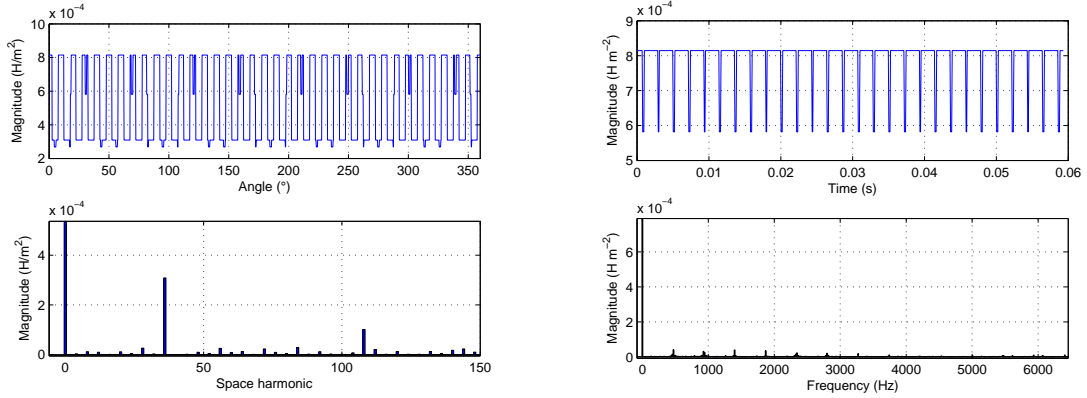 x 10⁻⁴
10
8
6
4
2
Magnitude (H/m²)
0 50 100 150 200 250 300 350
Angle (°)
x 10⁻⁴
9
8
7
6
5
Magnitude (H m⁻²)
0 0.01 0.02 0.03 0.04 0.05 0.06
Time (s)
x 10⁻⁴
4
2
0
Magnitude (H/m²)
0 50 100 150
Space harmonic
x 10⁻⁴
6
4
2
0
Magnitude (H m⁻²)
0 1000 2000 3000 4000 5000 6000
Frequency (Hz)